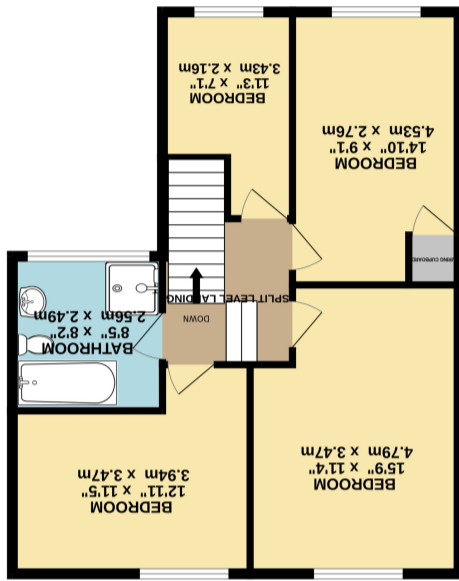 BEDROOM
15'9" x 11'4"
4.79m x 3.47m
BEDROOM
12'11" x 11'5"
3.94m x 3.47m
BATHROOM
8'5" x 8'2"
2.56m x 2.49m
DOWN
SPLIT LEVEL LANDING
CUPBOARD
BEDROOM
14'10" x 9'1"
4.53m x 2.76m
BEDROOM
11'3" x 7'1"
3.43m x 2.16m